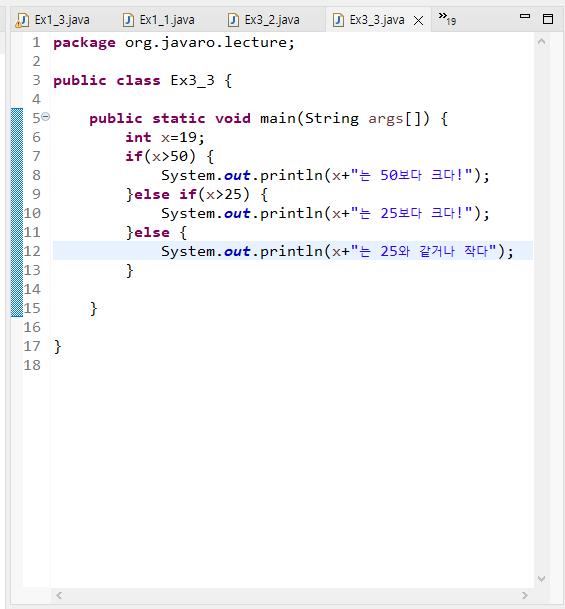 Ex1_3.java Ex1_1.java Ex3_2.java Ex3_3.java »19
1 package org.javaro.lecture;
2
3 public class Ex3_3 {
4
5 public static void main(String args[]) {
6 int x=19;
7 if(x>50) {
8 System.out.println(x+"는 50보다 크다!");
9 }else if(x>25) {
10 System.out.println(x+"는 25보다 크다!");
11 }else {
12 System.out.println(x+"는 25와 같거나 작다");
13 }
14
15 }
16
17 }
18